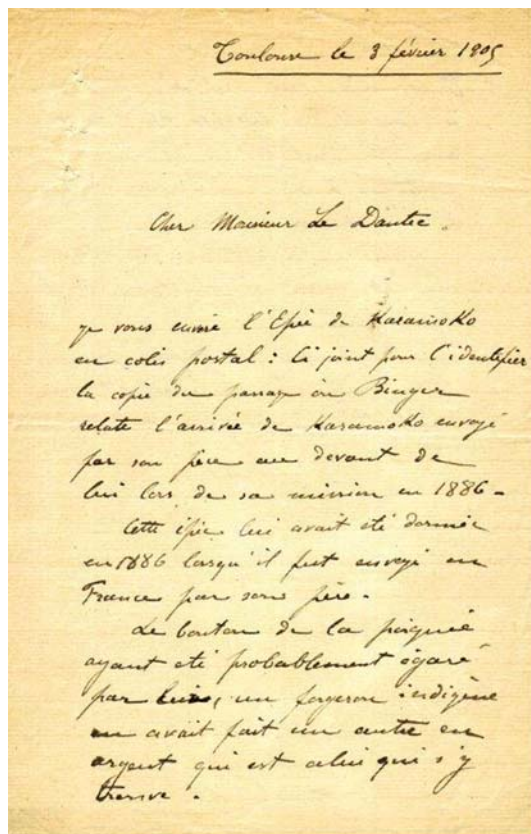 Toulouse le 3 février 1905
Cher Monsieur Le Dantec.
je vous envoie l'Epée de Karamoko
en colis postal : Ci joint pour l'identifier
la copie du passage où Binger
relate l'arrivée de Karamoko envoyé
par son père au devant de
lui lors de sa mission en 1886 -
Cette épée lui avait été donnée
en 1886 lorsqu'il fut envoyé en
France par son père.
Le bouton de la poignée
ayant été probablement égaré
par lui, un forgeron indigène
en avait fait un autre en
argent qui est celui qui s'y
trouve.